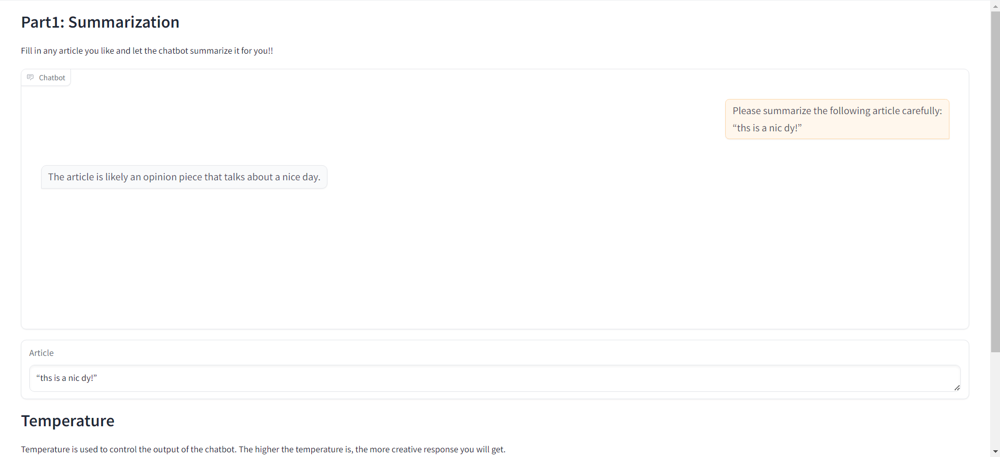 Part1: Summarization
Fill in any article you like and let the chatbot summarize it for you!!
Chatbot
Please summarize the following article carefully:
“ths is a nic dy!”
The article is likely an opinion piece that talks about a nice day.
Article
“ths is a nic dy!”
Temperature
Temperature is used to control the output of the chatbot. The higher the temperature is, the more creative response you will get.